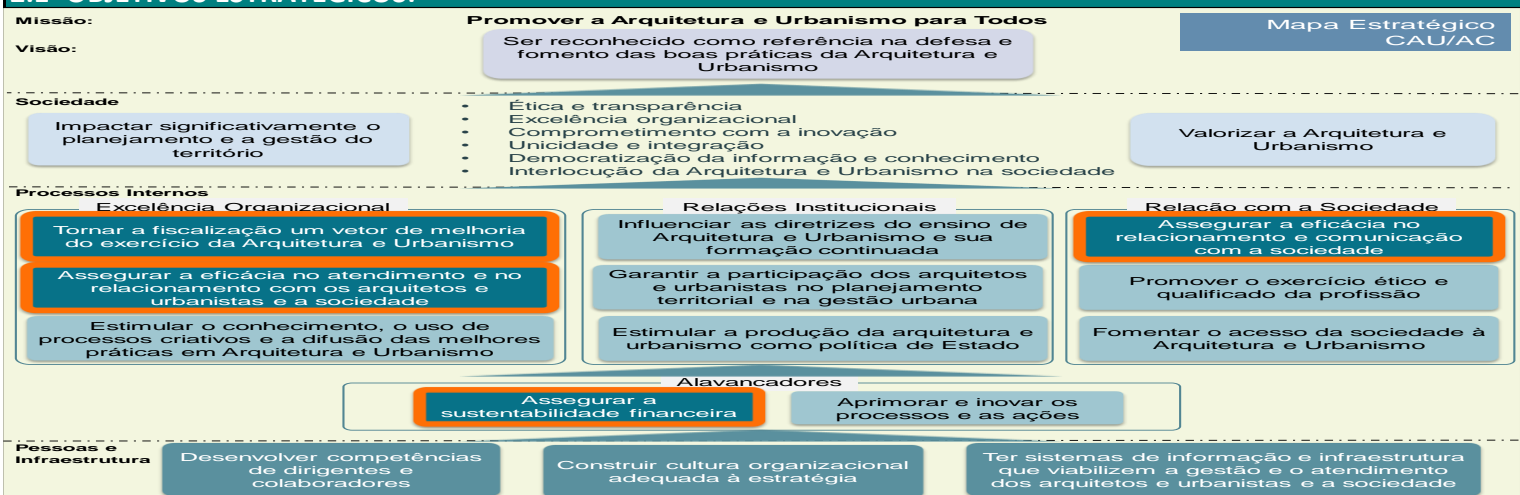 2.1 OBJETIVOS ESTRATÉGICOS:
Missão:
Promover a Arquitetura e Urbanismo para Todos
Mapa Estratégico
CAU/AC
Visão:
Ser reconhecido como referência na defesa e
fomento das boas práticas da Arquitetura e
Urbanismo
Sociedade
Impactar significativamente o
planejamento e a gestão do
território
• Ética e transparência
• Excelência organizacional
• Comprometimento com a inovação
• Unicidade e integração
• Democratização da informação e conhecimento
• Interlocução da Arquitetura e Urbanismo na sociedade
Valorizar a Arquitetura e
Urbanismo
Processos Internos
Excelência Organizacional
Tornar a fiscalização um vetor de melhoria
do exercício da Arquitetura e Urbanismo
Assegurar a eficácia no atendimento e no
relacionamento com os arquitetos e
urbanistas e a sociedade
Estimular o conhecimento, o uso de
processos criativos e a difusão das melhores
práticas em Arquitetura e Urbanismo
Relações Institucionais
Influenciar as diretrizes do ensino de
Arquitetura e Urbanismo e sua
formação continuada
Garantir a participação dos arquitetos
e urbanistas no planejamento
territorial e na gestão urbana
Estimular a produção da arquitetura e
urbanismo como política de Estado
Relação com a Sociedade
Assegurar a eficácia no
relacionamento e comunicação
com a sociedade
Promover o exercício ético e
qualificado da profissão
Fomentar o acesso da sociedade à
Arquitetura e Urbanismo
Alavancadores
Assegurar a
sustentabilidade financeira
Aprimorar e inovar os
processos e as ações
Pessoas e
Infraestrutura
Desenvolver competências
de dirigentes e
colaboradores
Construir cultura organizacional
adequada à estratégia
Ter sistemas de informação e infraestrutura
que viabilizem a gestão e o atendimento
dos arquitetos e urbanistas e a sociedade